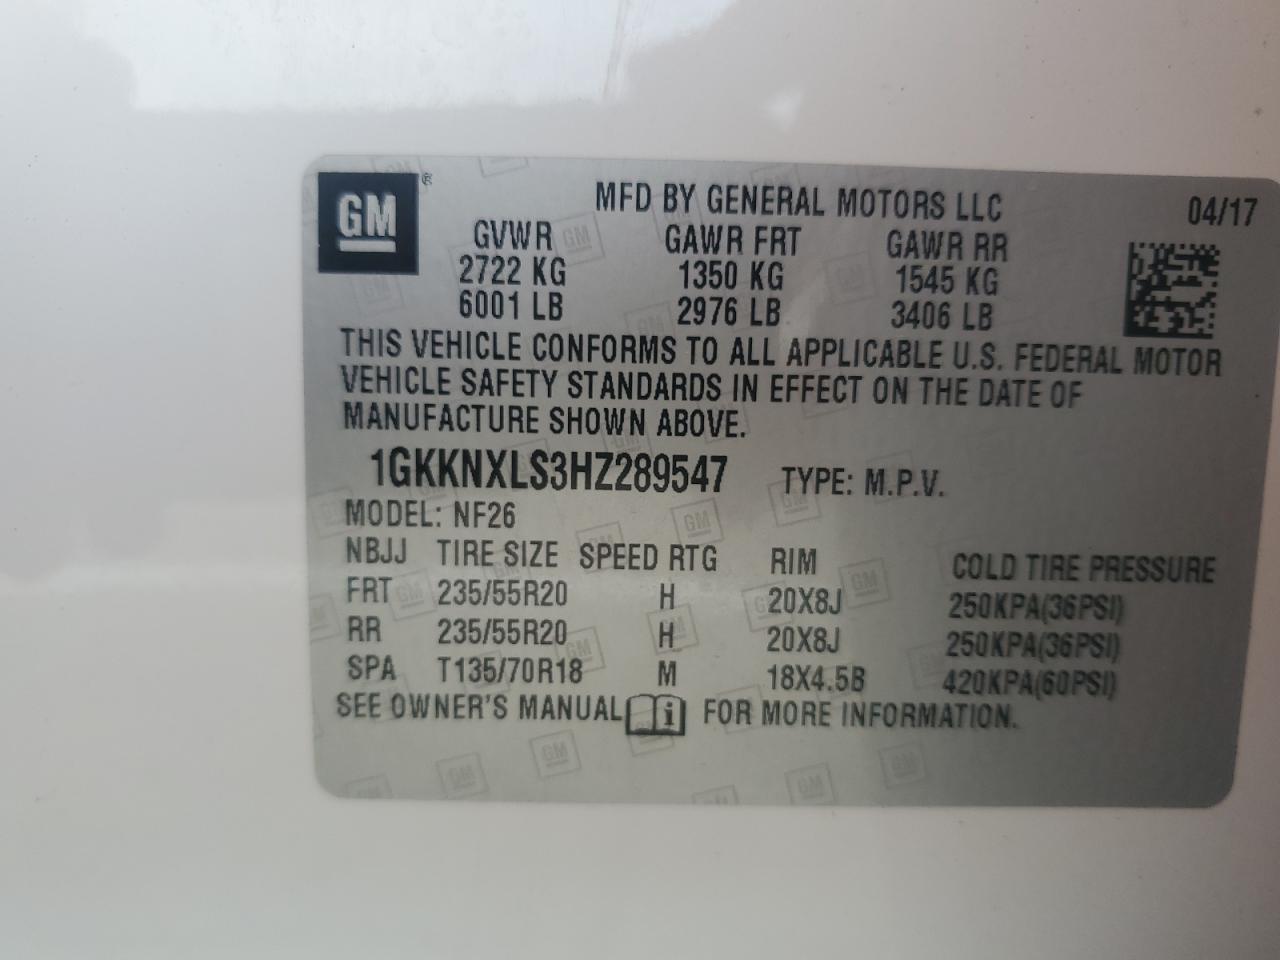 GM ®
MFD BY GENERAL MOTORS LLC 04/17
GVWR GAWR FRT GAWR RR
2722 KG 1350 KG 1545 KG
6001 LB 2976 LB 3406 LB
THIS VEHICLE CONFORMS TO ALL APPLICABLE U.S. FEDERAL MOTOR
VEHICLE SAFETY STANDARDS IN EFFECT ON THE DATE OF
MANUFACTURE SHOWN ABOVE.
1GKKNXLS3HZ289547 TYPE: M.P.V.
MODEL: NF26
NBJJ TIRE SIZE SPEED RTG RIM COLD TIRE PRESSURE
FRT 235/55R20 H 20X8J 250KPA(36PSI)
RR 235/55R20 H 20X8J 250KPA(36PSI)
SPA T135/70R18 M 18X4.5B 420KPA(60PSI)
SEE OWNER'S MANUAL i FOR MORE INFORMATION.